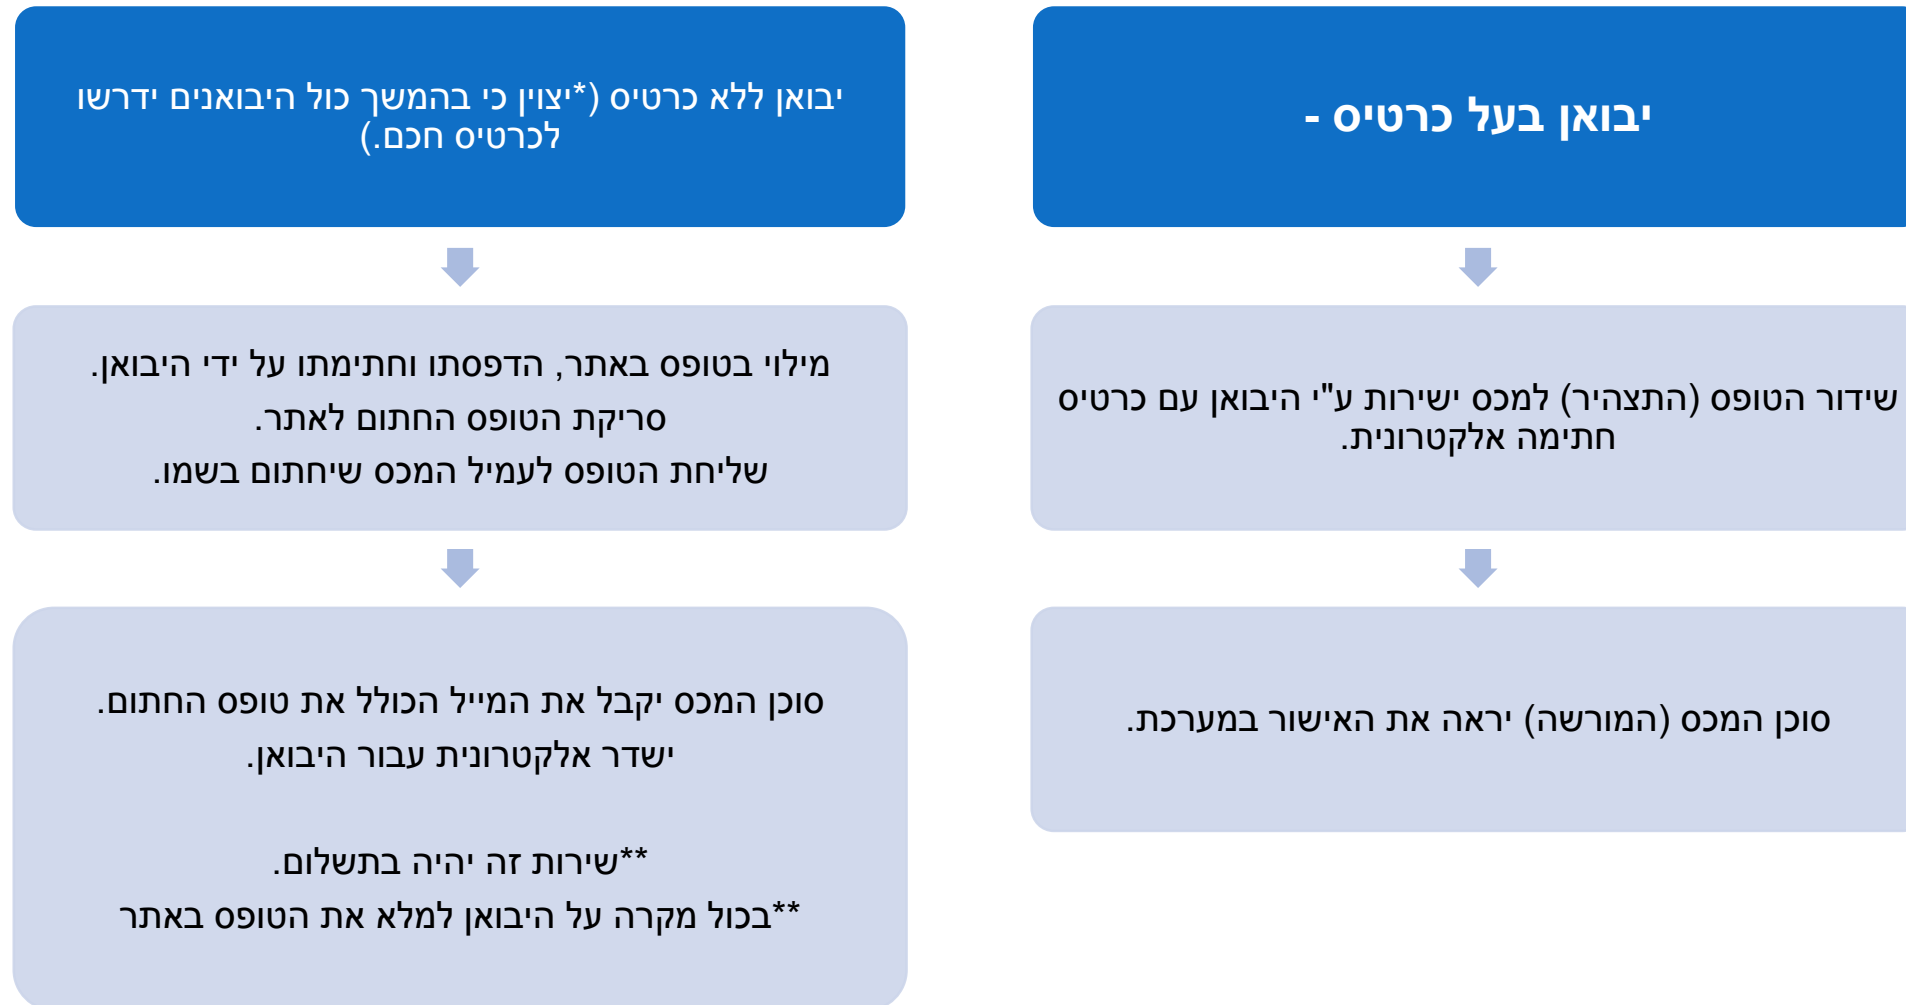 יבואן בעל כרטיס -
שידור הטופס (התצהיר) למכס ישירות ע"י היבואן עם כרטיס
חתימה אלקטרונית.
סוכן המכס (המורשה) יראה את האישור במערכת.
יבואן ללא כרטיס (*יצוין כי בהמשך כול היבואנים ידרשו
לכרטיס חכם.)
מילוי בטופס באתר, הדפסתו וחתימתו על ידי היבואן.
סריקת הטופס החתום לאתר.
שליחת הטופס לעמיל המכס שיחתום בשמו.
סוכן המכס יקבל את המייל הכולל את טופס החתום.
ישדר אלקטרונית עבור היבואן.
**שירות זה יהיה בתשלום.
**בכול מקרה על היבואן למלא את הטופס באתר